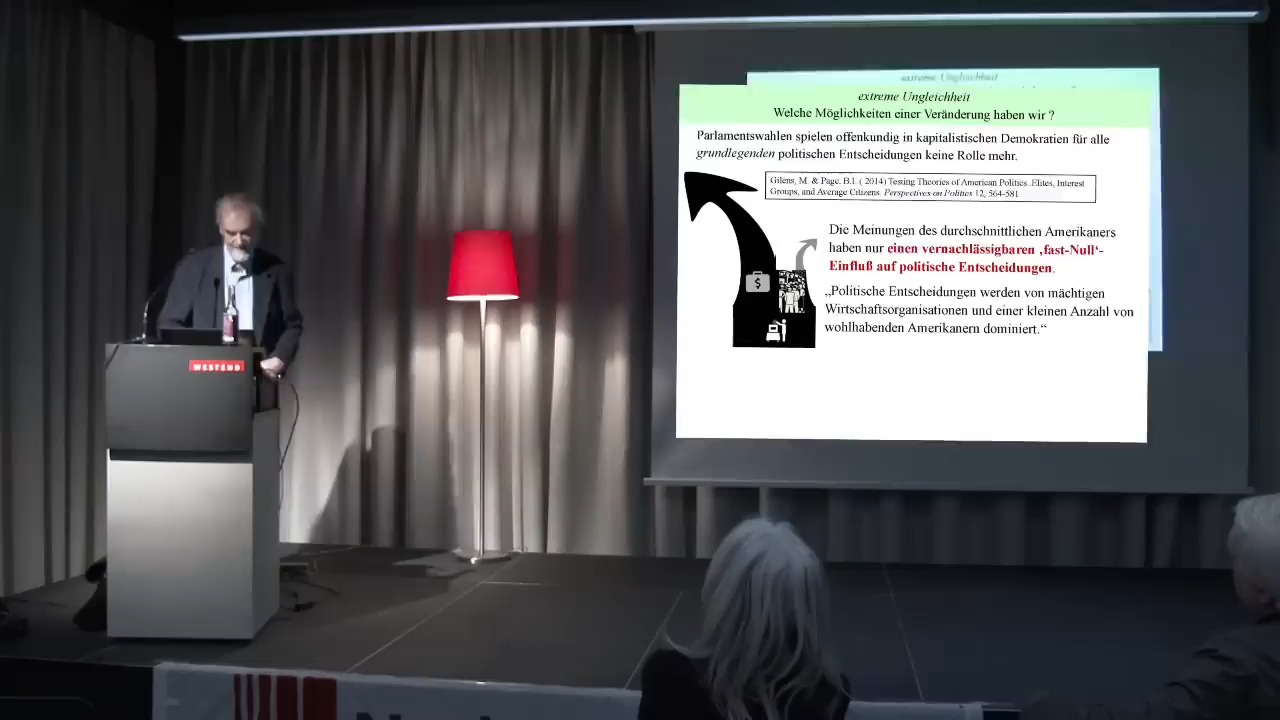 extreme Ungleichheit
extreme Ungleichheit
Welche Möglichkeiten einer Veränderung haben wir ?
Parlamentswahlen spielen offenkundig in kapitalistischen Demokratien für alle
grundlegenden politischen Entscheidungen keine Rolle mehr.
Gilens, M. & Page, B.I. ( 2014) Testing Theories of American Politics. Elites, Interest
Groups, and Average Citizens. Perspectives on Politics 12, 564-581
Die Meinungen des durchschnittlichen Amerikaners
haben nur einen vernachlässigbaren ‚fast-Null‘-
Einfluß auf politische Entscheidungen.
$
„Politische Entscheidungen werden von mächtigen
Wirtschaftsorganisationen und einer kleinen Anzahl von
wohlhabenden Amerikanern dominiert.“
WESTEND